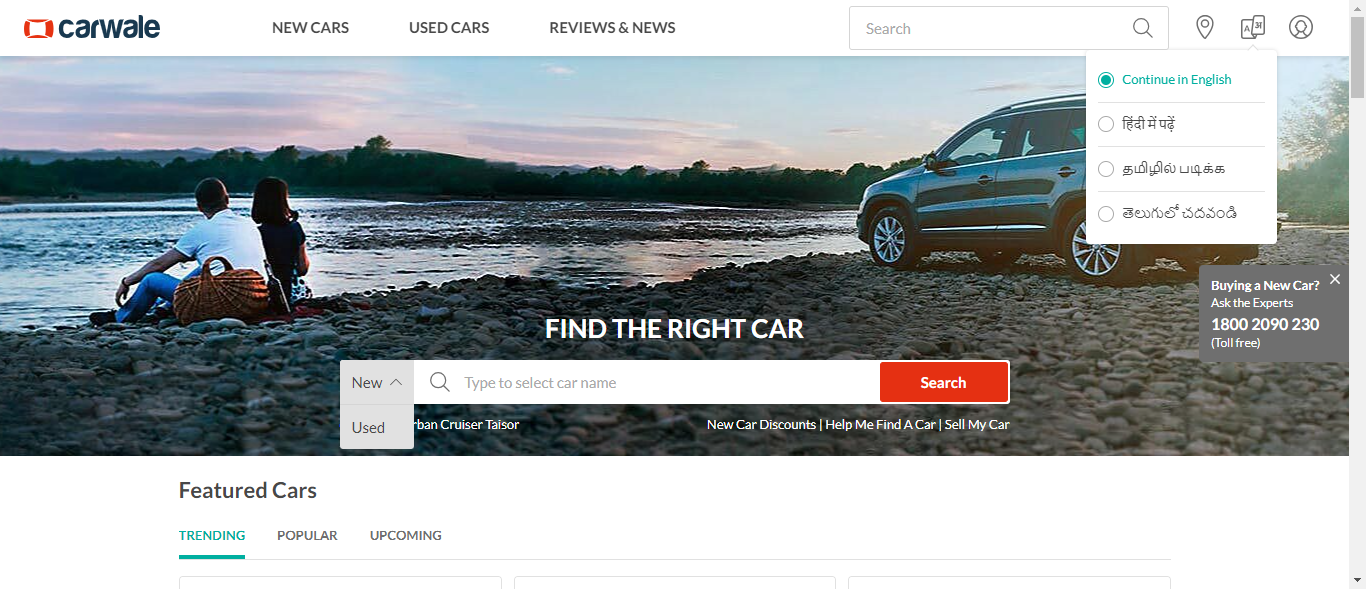 carwale
NEW CARS
USED CARS
REVIEWS & NEWS
Search
Continue in English
हिंदी में पढ़ें
தமிழில் படிக்க
తెలుగులో చదవండి
Buying a New Car?
Ask the Experts
1800 2090 230
(Toll free)
FIND THE RIGHT CAR
New
Type to select car name
Search
Used
rban Cruiser Taisor
New Car Discounts | Help Me Find A Car | Sell My Car
Featured Cars
TRENDING
POPULAR
UPCOMING